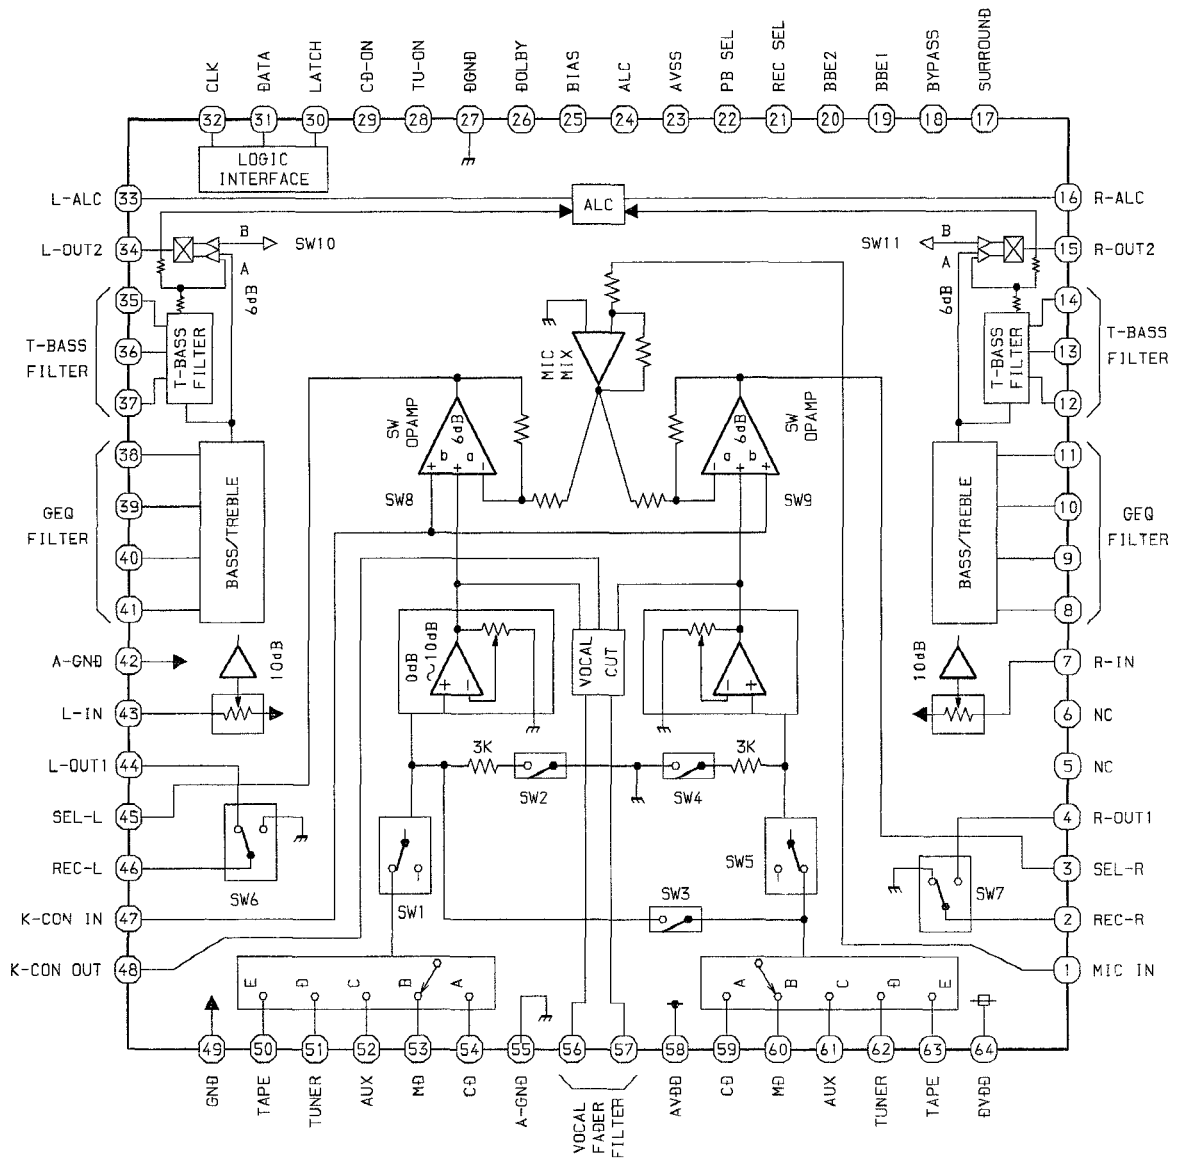 CLK
DATA
LATCH
CD-ON
TU-ON
DGND
DOLBY
BIAS
ALC
AVSS
PB SEL
REC SEL
BBE2
BBE1
BYPASS
SURROUND
32
31
30
29
28
27
26
25
24
23
22
21
20
19
18
17
LOGIC
INTERFACE
L-ALC
33
ALC
16
R-ALC
L-OUT2
34
B
SW10
A
6dB
SW11
B
A
6dB
15
R-OUT2
35
36
37
T-BASS
FILTER
T-BASS
FILTER
MIC
MIX
T-BASS
FILTER
14
13
12
T-BASS
FILTER
SW
OPAMP
6dB
b
a
+
+
−
SW8
6dB
a
b
−
+
+
SW
OPAMP
SW9
38
39
40
41
GEQ
FILTER
BASS/TREBLE
BASS/TREBLE
11
10
9
8
GEQ
FILTER
A-GND
42
10dB
0dB
~10dB
+
−
VOCAL
CUT
−
+
10dB
7
R-IN
L-IN
43
6
NC
L-OUT1
44
3K
SW2
SW4
3K
5
NC
SEL-L
45
4
R-OUT1
REC-L
46
SW6
SW1
SW5
SW7
3
SEL-R
K-CON IN
47
SW3
2
REC-R
K-CON OUT
48
1
MIC IN
E
D
C
B
A
A
B
C
D
E
49
50
51
52
53
54
55
56
57
58
59
60
61
62
63
64
GND
TAPE
TUNER
AUX
MD
CD
A-GND
VOCAL
FADER
FILTER
AVDD
CD
MD
AUX
TUNER
TAPE
DVDD